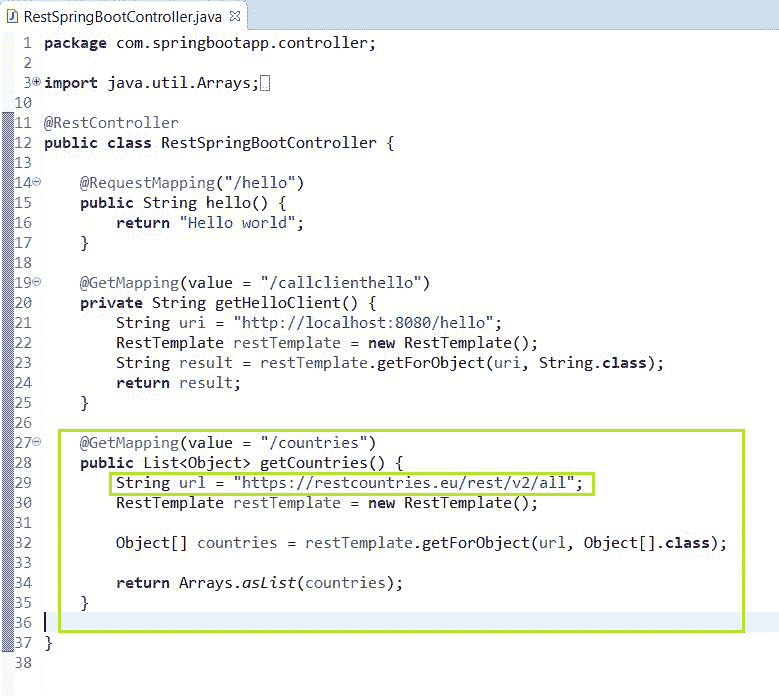 RestSpringBootController.java
1 package com.springbootapp.controller;
2
3 import java.util.Arrays;
10
11 @RestController
12 public class RestSpringBootController {
13
14     @RequestMapping("/hello")
15     public String hello() {
16         return "Hello world";
17     }
18
19     @GetMapping(value = "/callclienthello")
20     private String getHelloClient() {
21         String uri = "http://localhost:8080/hello";
22         RestTemplate restTemplate = new RestTemplate();
23         String result = restTemplate.getForObject(uri, String.class);
24         return result;
25     }
26
27     @GetMapping(value = "/countries")
28     public List<Object> getCountries() {
29         String url = "https://restcountries.eu/rest/v2/all";
30         RestTemplate restTemplate = new RestTemplate();
31
32         Object[] countries = restTemplate.getForObject(url, Object[].class);
33
34         return Arrays.asList(countries);
35     }
36
37 }
38